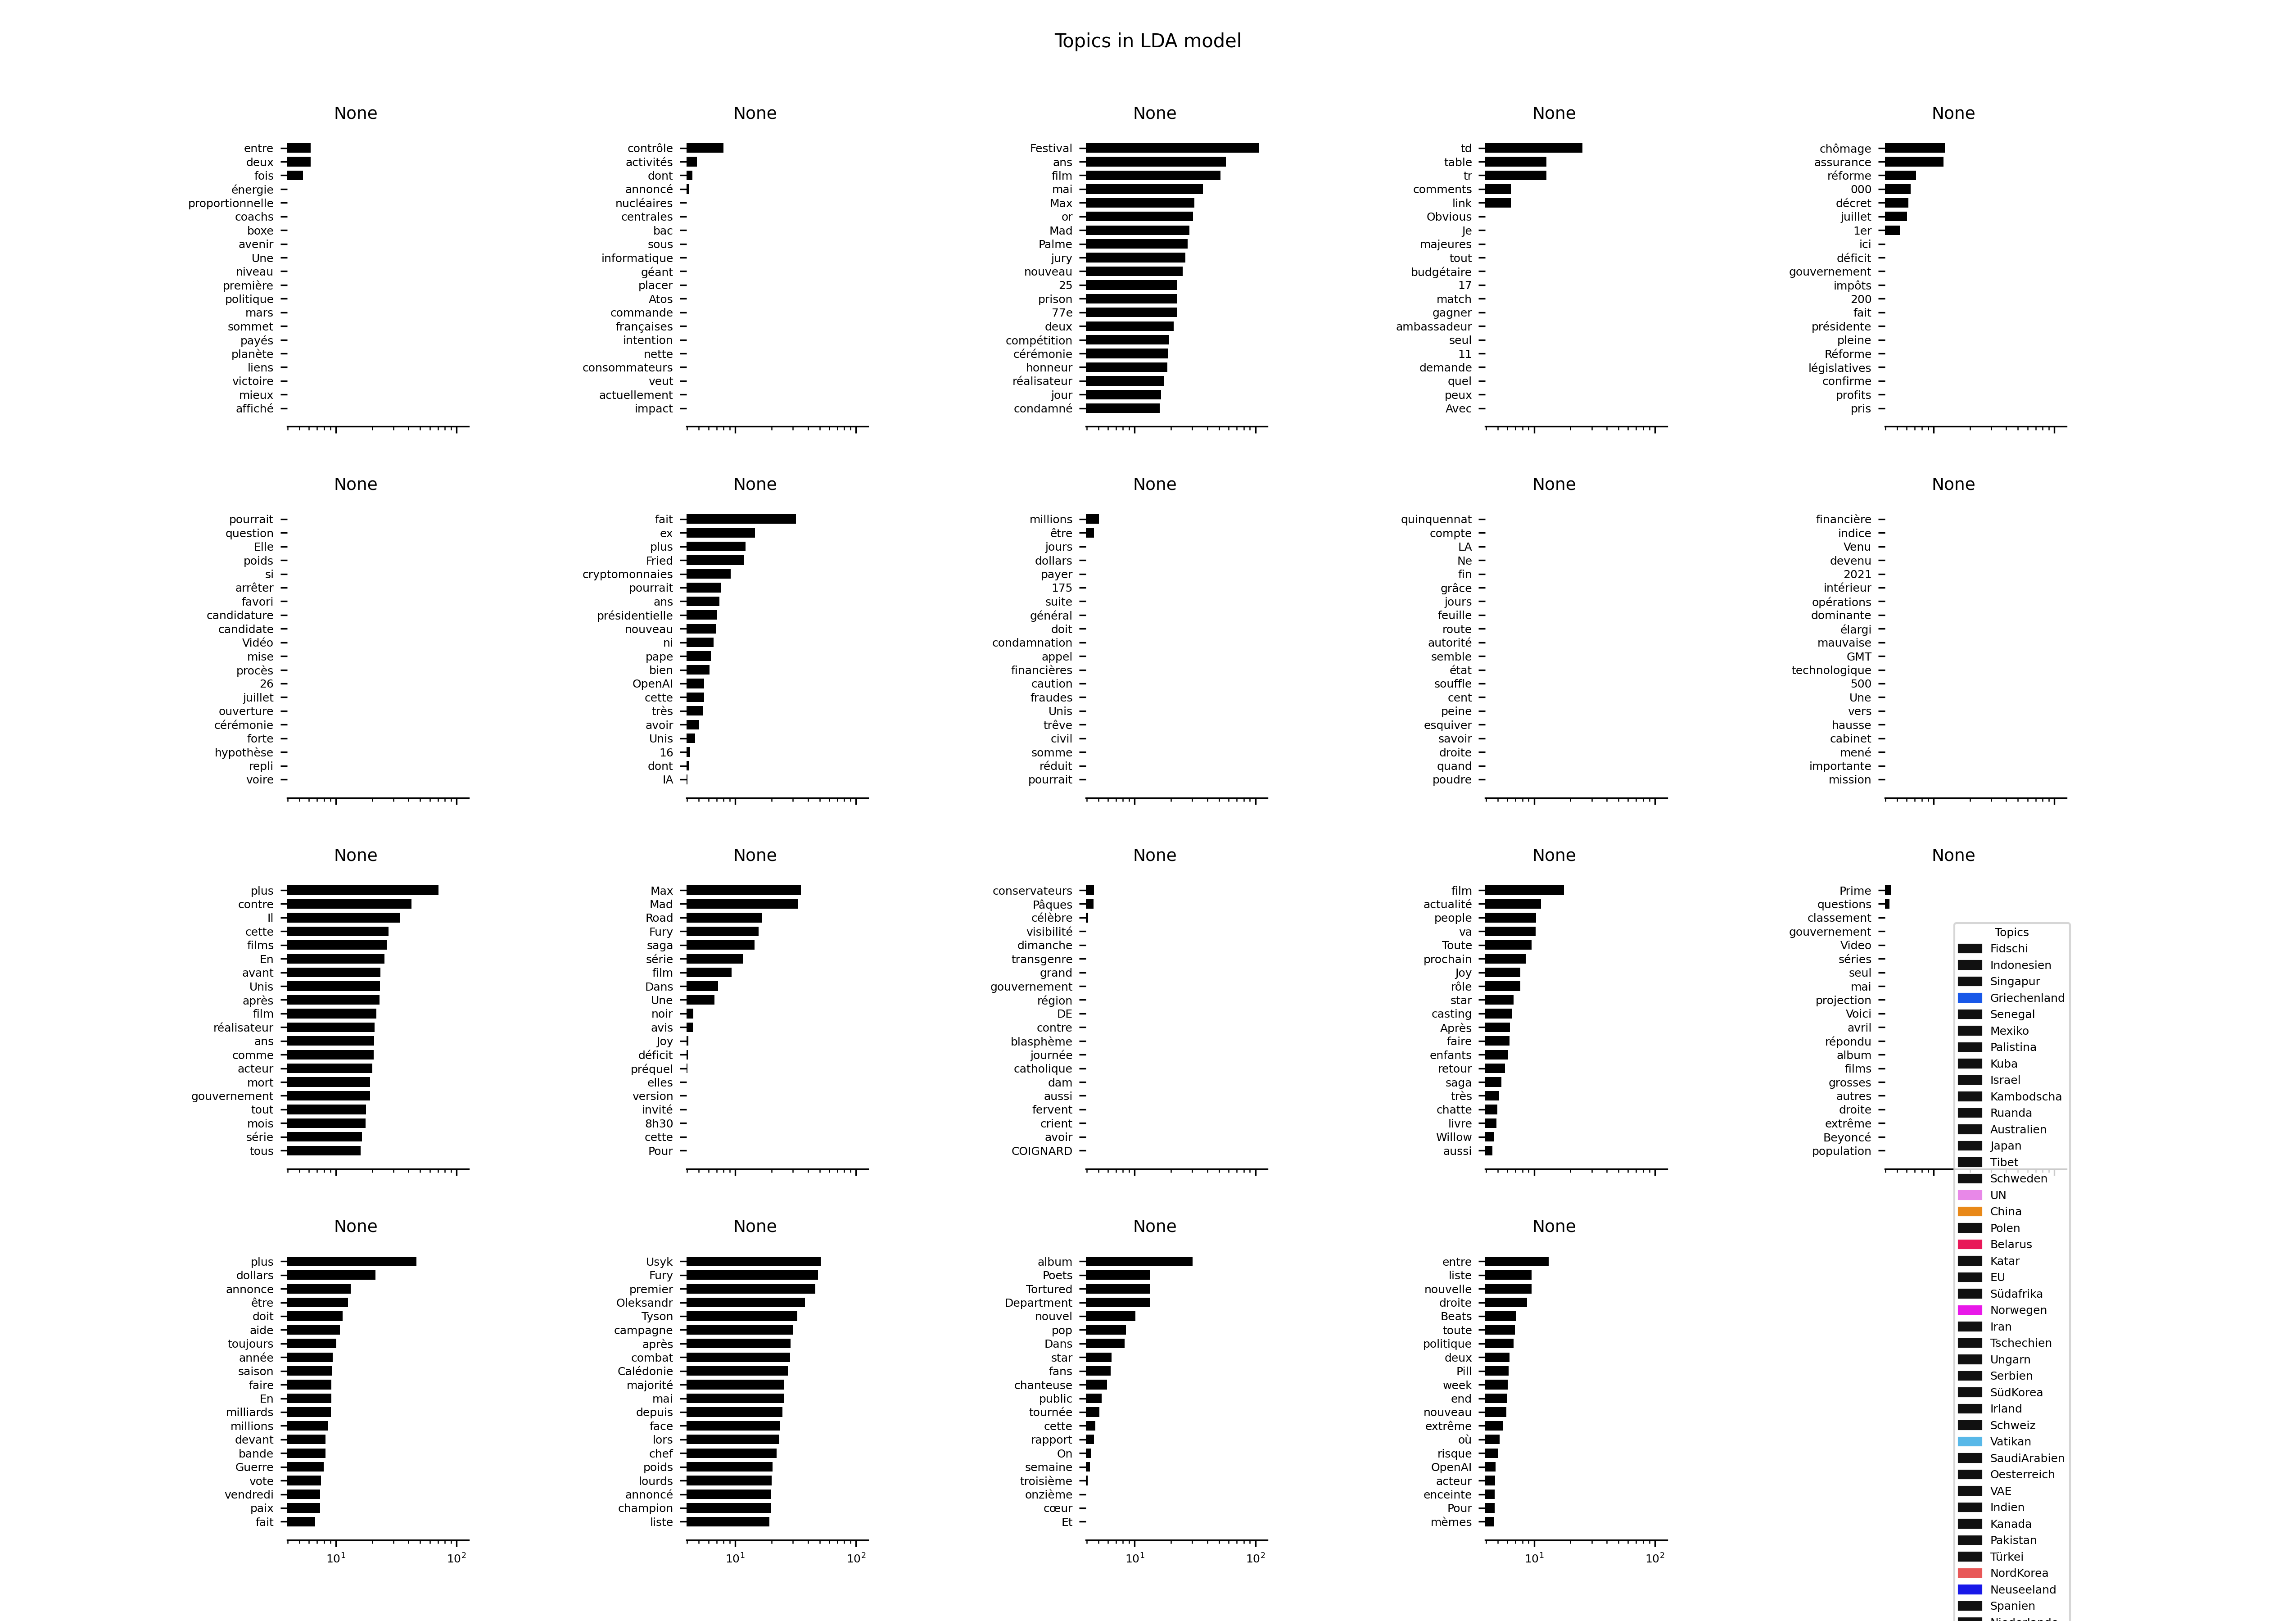 Topics in LDA model
None
entre
deux
fois
énergie
proportionnelle
coachs
boxe
avenir
Une
niveau
première
politique
mars
sommet
payés
planète
liens
victoire
mieux
affiché
None
contrôle
activités
dont
annoncé
nucléaires
centrales
bac
sous
informatique
géant
placer
Atos
commande
françaises
intention
nette
consommateurs
veut
actuellement
impact
None
Festival
ans
film
mai
Max
or
Mad
Palme
jury
nouveau
25
prison
77e
deux
compétition
cérémonie
honneur
réalisateur
jour
condamné
None
td
table
tr
comments
link
Obvious
Je
majeures
tout
budgétaire
17
match
gagner
ambassadeur
seul
11
demande
quel
peux
Avec
None
chômage
assurance
réforme
000
décret
juillet
1er
ici
déficit
gouvernement
impôts
200
fait
présidente
pleine
Réforme
législatives
confirme
profits
pris
None
pourrait
question
Elle
poids
si
arrêter
favori
candidature
candidate
Vidéo
mise
procès
26
juillet
ouverture
cérémonie
forte
hypothèse
repli
voire
None
fait
ex
plus
Fried
cryptomonnaies
pourrait
ans
présidentielle
nouveau
ni
pape
bien
OpenAI
cette
très
avoir
Unis
16
dont
IA
None
millions
être
jours
dollars
payer
175
suite
général
doit
condamnation
appel
financières
caution
fraudes
Unis
trêve
civil
somme
réduit
pourrait
None
quinquennat
compte
LA
Ne
fin
grâce
jours
feuille
route
autorité
semble
état
souffle
cent
peine
esquiver
savoir
droite
quand
poudre
None
financière
indice
Venu
devenu
2021
intérieur
opérations
dominante
élargi
mauvaise
GMT
technologique
500
Une
vers
hausse
cabinet
mené
importante
mission
None
plus
contre
Il
cette
films
En
avant
Unis
après
film
réalisateur
ans
comme
acteur
mort
gouvernement
tout
mois
série
tous
None
Max
Mad
Road
Fury
saga
série
film
Dans
Une
noir
avis
Joy
déficit
préquel
elles
version
invité
8h30
cette
Pour
None
conservateurs
Pâques
célèbre
visibilité
dimanche
transgenre
grand
gouvernement
région
DE
contre
blasphème
journée
catholique
dam
aussi
fervent
crient
avoir
COIGNARD
None
film
actualité
people
va
Toute
prochain
Joy
rôle
star
casting
Après
faire
enfants
retour
saga
très
chatte
livre
Willow
aussi
None
Prime
questions
classement
gouvernement
Video
séries
seul
mai
projection
Voici
avril
répondu
album
films
grosses
autres
droite
extrême
Beyoncé
population
None
plus
dollars
annonce
être
doit
aide
toujours
année
saison
faire
En
milliards
millions
devant
bande
Guerre
vote
vendredi
paix
fait
10¹ 10²
None
Usyk
Fury
premier
Oleksandr
Tyson
campagne
après
combat
Calédonie
majorité
mai
depuis
face
lors
chef
poids
lourds
annoncé
champion
liste
10¹ 10²
None
album
Poets
Tortured
Department
nouvel
pop
Dans
star
fans
chanteuse
public
tournée
cette
rapport
On
semaine
troisième
onzième
cœur
Et
10¹ 10²
None
entre
liste
nouvelle
droite
Beats
toute
politique
deux
Pill
week
end
nouveau
extrême
où
risque
OpenAI
acteur
enceinte
Pour
mèmes
10¹ 10²
Topics
Fidschi
Indonesien
Singapur
Griechenland
Senegal
Mexiko
Palistina
Kuba
Israel
Kambodscha
Ruanda
Australien
Japan
Tibet
Schweden
UN
China
Polen
Belarus
Katar
EU
Südafrika
Norwegen
Iran
Tschechien
Ungarn
Serbien
SüdKorea
Irland
Schweiz
Vatikan
SaudiArabien
Oesterreich
VAE
Indien
Kanada
Pakistan
Türkei
NordKorea
Neuseeland
Spanien